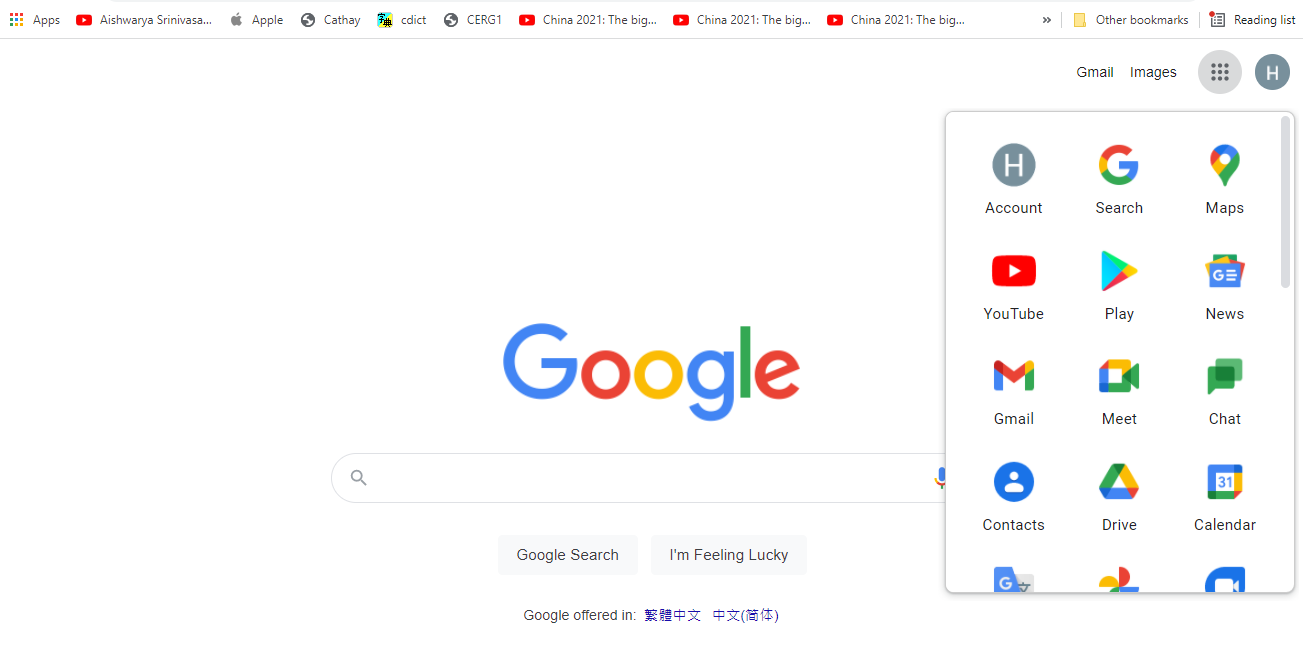 Apps Aishwarya Srinivasa... Apple Cathay cdict CERG1 China 2021: The big... China 2021: The big... China 2021: The big... » Other bookmarks Reading list
Gmail Images H
H G
Account Search Maps
GE
YouTube Play News
Gmail Meet Chat
31
Contacts Drive Calendar
G 文
Google
Google Search I'm Feeling Lucky
Google offered in: 繁體中文 中文(简体)